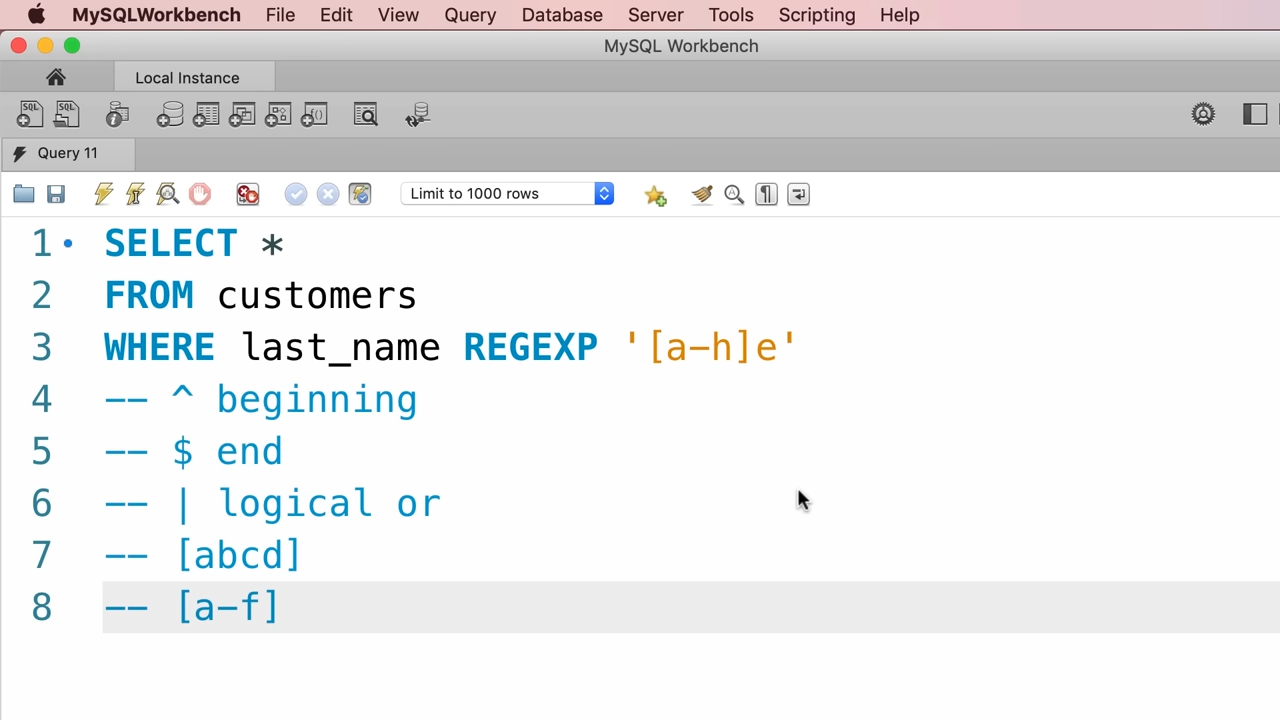 MySQLWorkbench File Edit View Query Database Server Tools Scripting Help
MySQL Workbench
Local Instance
Query 11
Limit to 1000 rows
1 SELECT *
2 FROM customers
3 WHERE last_name REGEXP '[a-h]e'
4 -- ^ beginning
5 -- $ end
6 -- | logical or
7 -- [abcd]
8 -- [a-f]